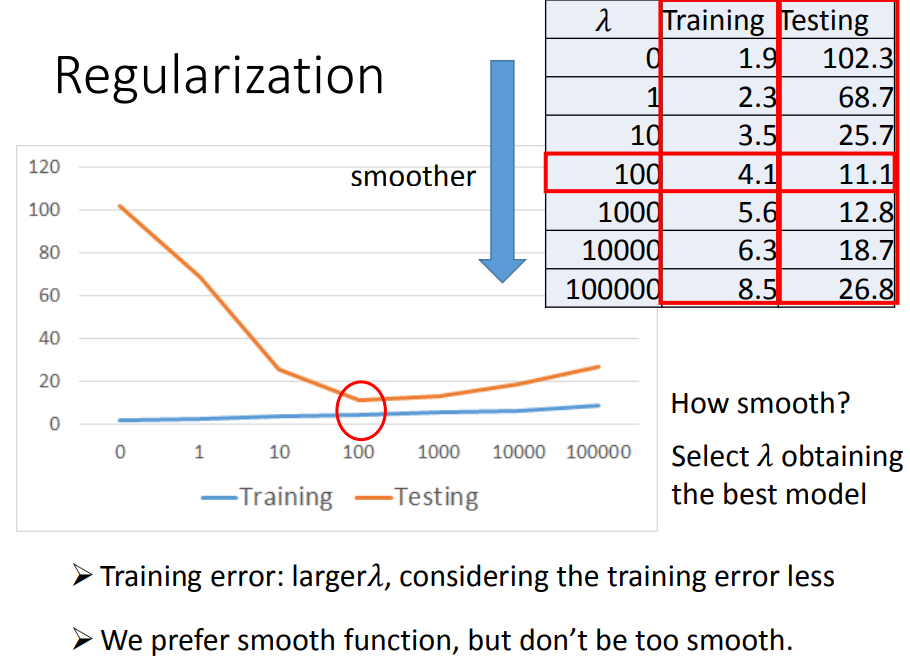 Regularization
λ Training Testing
0 1.9 102.3
1 2.3 68.7
10 3.5 25.7
100 4.1 11.1
1000 5.6 12.8
10000 6.3 18.7
100000 8.5 26.8
smoother
120
100
80
60
40
20
0
0 1 10 100 1000 10000 100000
Training Testing
How smooth?
Select λ obtaining
the best model
➢ Training error: largerλ, considering the training error less
➢ We prefer smooth function, but don’t be too smooth.